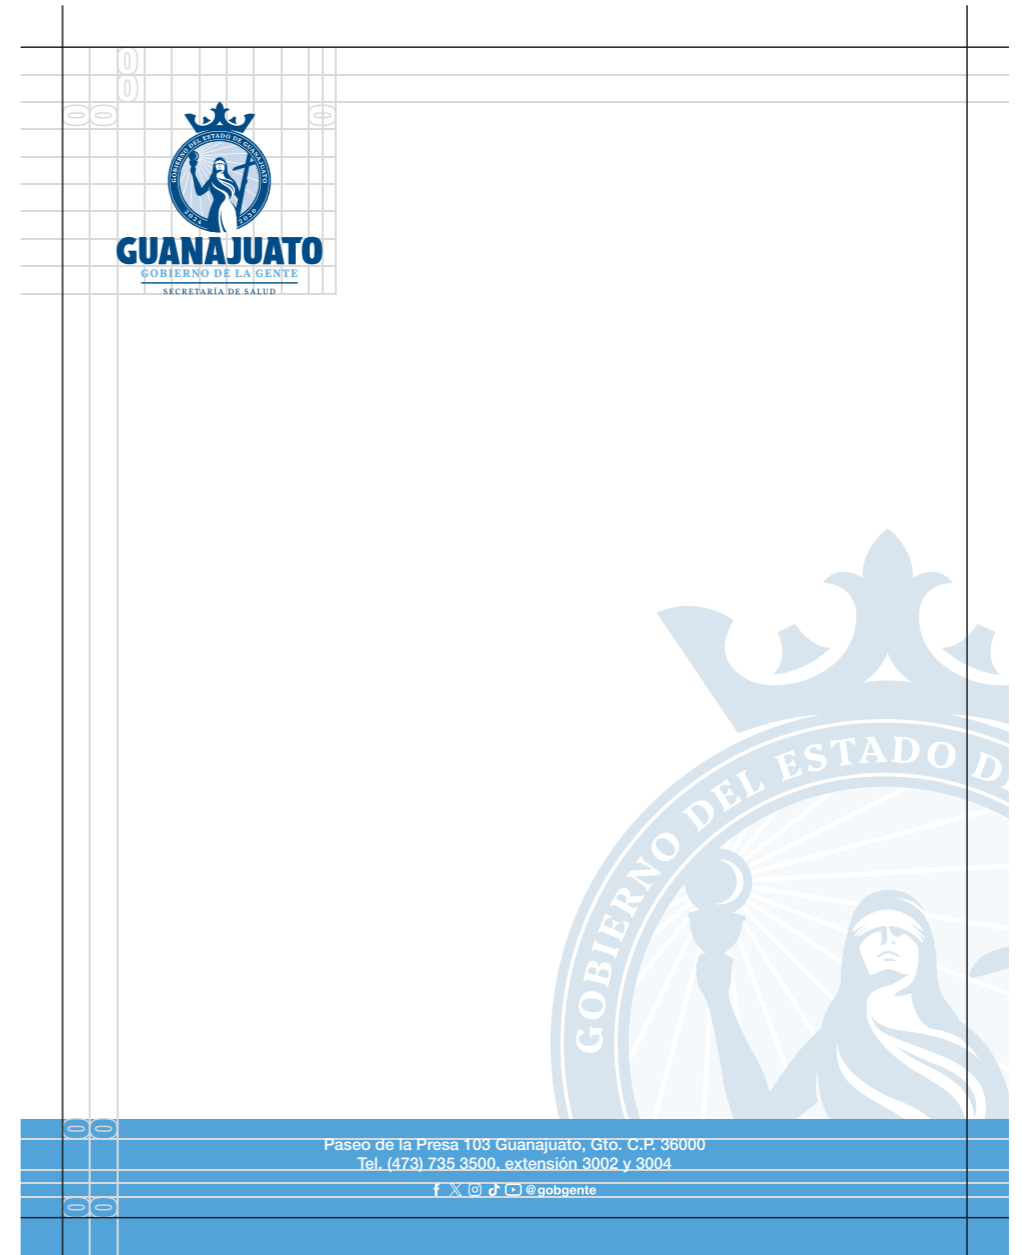 GOBIERNO DEL ESTADO DE GUANAJUATO
2024 2030
GUANAJUATO
GOBIERNO DE LA GENTE
SECRETARÍA DE SALUD
GOBIERNO DEL ESTADO DE
Paseo de la Presa 103 Guanajuato, Gto. C.P. 36000
Tel. (473) 735 3500, extensión 3002 y 3004
@gobgente